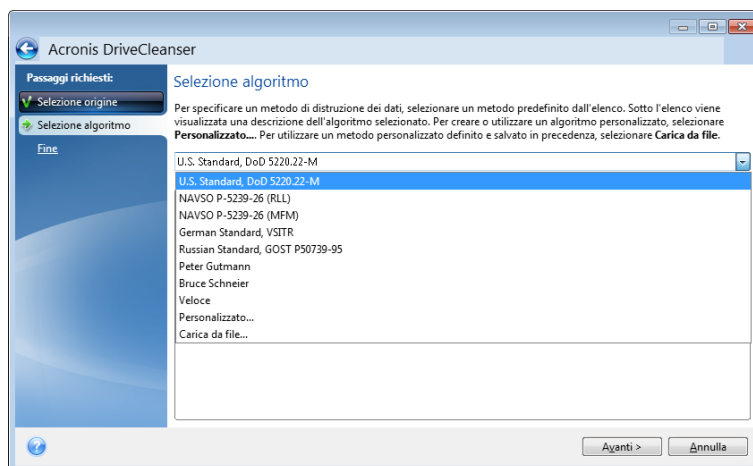 Acronis DriveCleanser
Passaggi richiesti:
Selezione origine
Selezione algoritmo
Fine
Selezione algoritmo
Per specificare un metodo di distruzione dei dati, selezionare un metodo predefinito dall'elenco. Sotto l'elenco viene
visualizzata una descrizione dell'algoritmo selezionato. Per creare o utilizzare un algoritmo personalizzato, selezionare
Personalizzato.... Per utilizzare un metodo personalizzato definito e salvato in precedenza, selezionare Carica da file.
U.S. Standard, DoD 5220.22-M
U.S. Standard, DoD 5220.22-M
NAVSO P-5239-26 (RLL)
NAVSO P-5239-26 (MFM)
German Standard, VSITR
Russian Standard, GOST P50739-95
Peter Gutmann
Bruce Schneier
Veloce
Personalizzato...
Carica da file...
Avanti >
Annulla